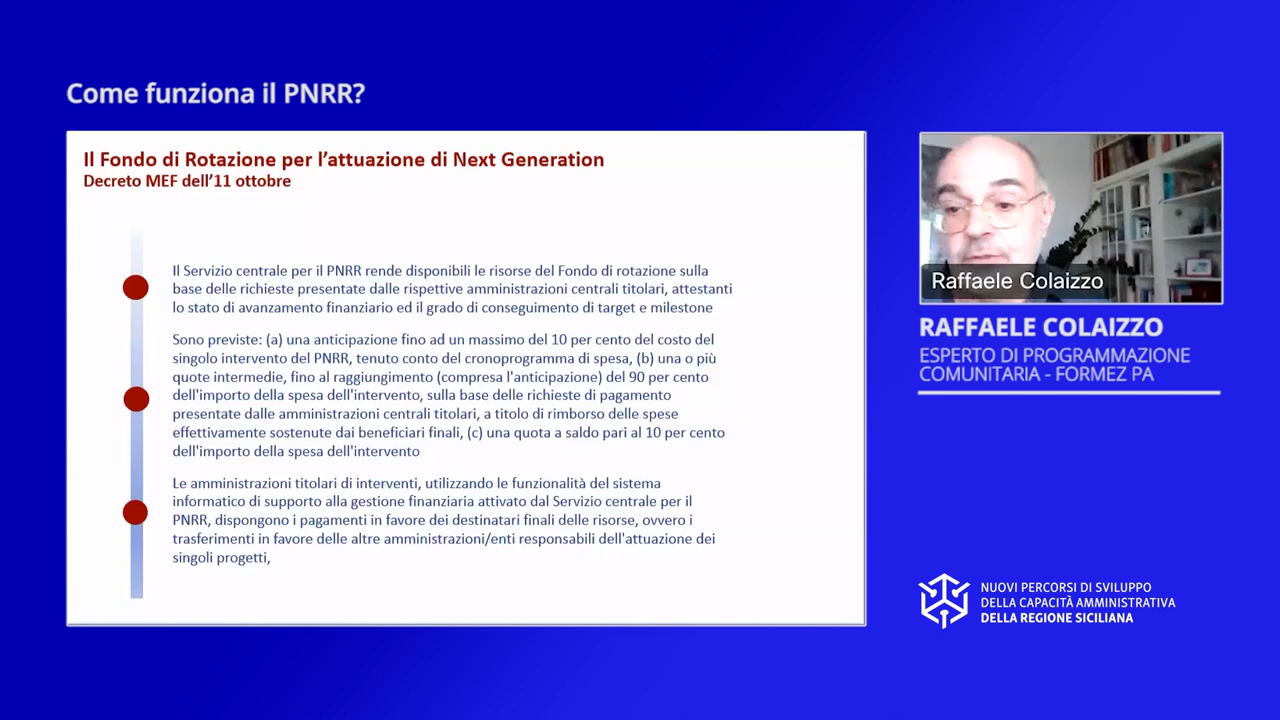 Come funziona il PNRR?
Il Fondo di Rotazione per l'attuazione di Next Generation
Decreto MEF dell'11 ottobre
Il Servizio centrale per il PNRR rende disponibili le risorse del Fondo di rotazione sulla
base delle richieste presentate dalle rispettive amministrazioni centrali titolari, attestanti
lo stato di avanzamento finanziario ed il grado di conseguimento di target e milestone
Sono previste: (a) una anticipazione fino ad un massimo del 10 per cento del costo del
singolo intervento del PNRR, tenuto conto del cronoprogramma di spesa, (b) una o più
quote intermedie, fino al raggiungimento (compresa l'anticipazione) del 90 per cento
dell'importo della spesa dell'intervento, sulla base delle richieste di pagamento
presentate dalle amministrazioni centrali titolari, a titolo di rimborso delle spese
effettivamente sostenute dai beneficiari finali, (c) una quota a saldo pari al 10 per cento
dell'importo della spesa dell'intervento
Le amministrazioni titolari di interventi, utilizzando le funzionalità del sistema
informatico di supporto alla gestione finanziaria attivato dal Servizio centrale per il
PNRR, dispongono i pagamenti in favore dei destinatari finali delle risorse, ovvero i
trasferimenti in favore delle altre amministrazioni/enti responsabili dell'attuazione dei
singoli progetti,
Raffaele Colaizzo
RAFFAELE COLAIZZO
ESPERTO DI PROGRAMMAZIONE
COMUNITARIA - FORMEZ PA
NUOVI PERCORSI DI SVILUPPO
DELLA CAPACITÀ AMMINISTRATIVA
DELLA REGIONE SICILIANA